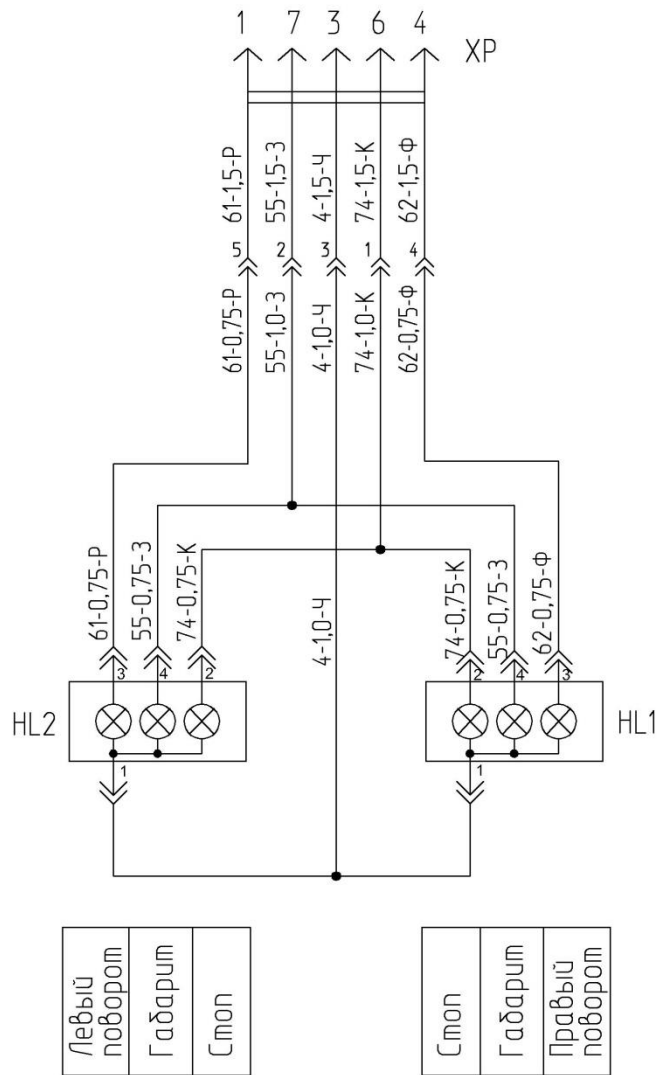 1 7 3 6 4
XP
61-1,5-Р
55-1,5-З
4-1,5-Ч
74-1,5-К
62-1,5-Ф
5 2 3 1 4
61-0,75-Р
55-1,0-З
4-1,0-Ч
74-1,0-К
62-0,75-Ф
61-0,75-Р
55-0,75-З
74-0,75-К
4-1,0-Ч
74-0,75-К
55-0,75-З
62-0,75-Ф
3 4 2
2 4 3
HL2
HL1
1
1
Левый
поворот
Габарит
Стоп
Стоп
Габарит
Правый
поворот